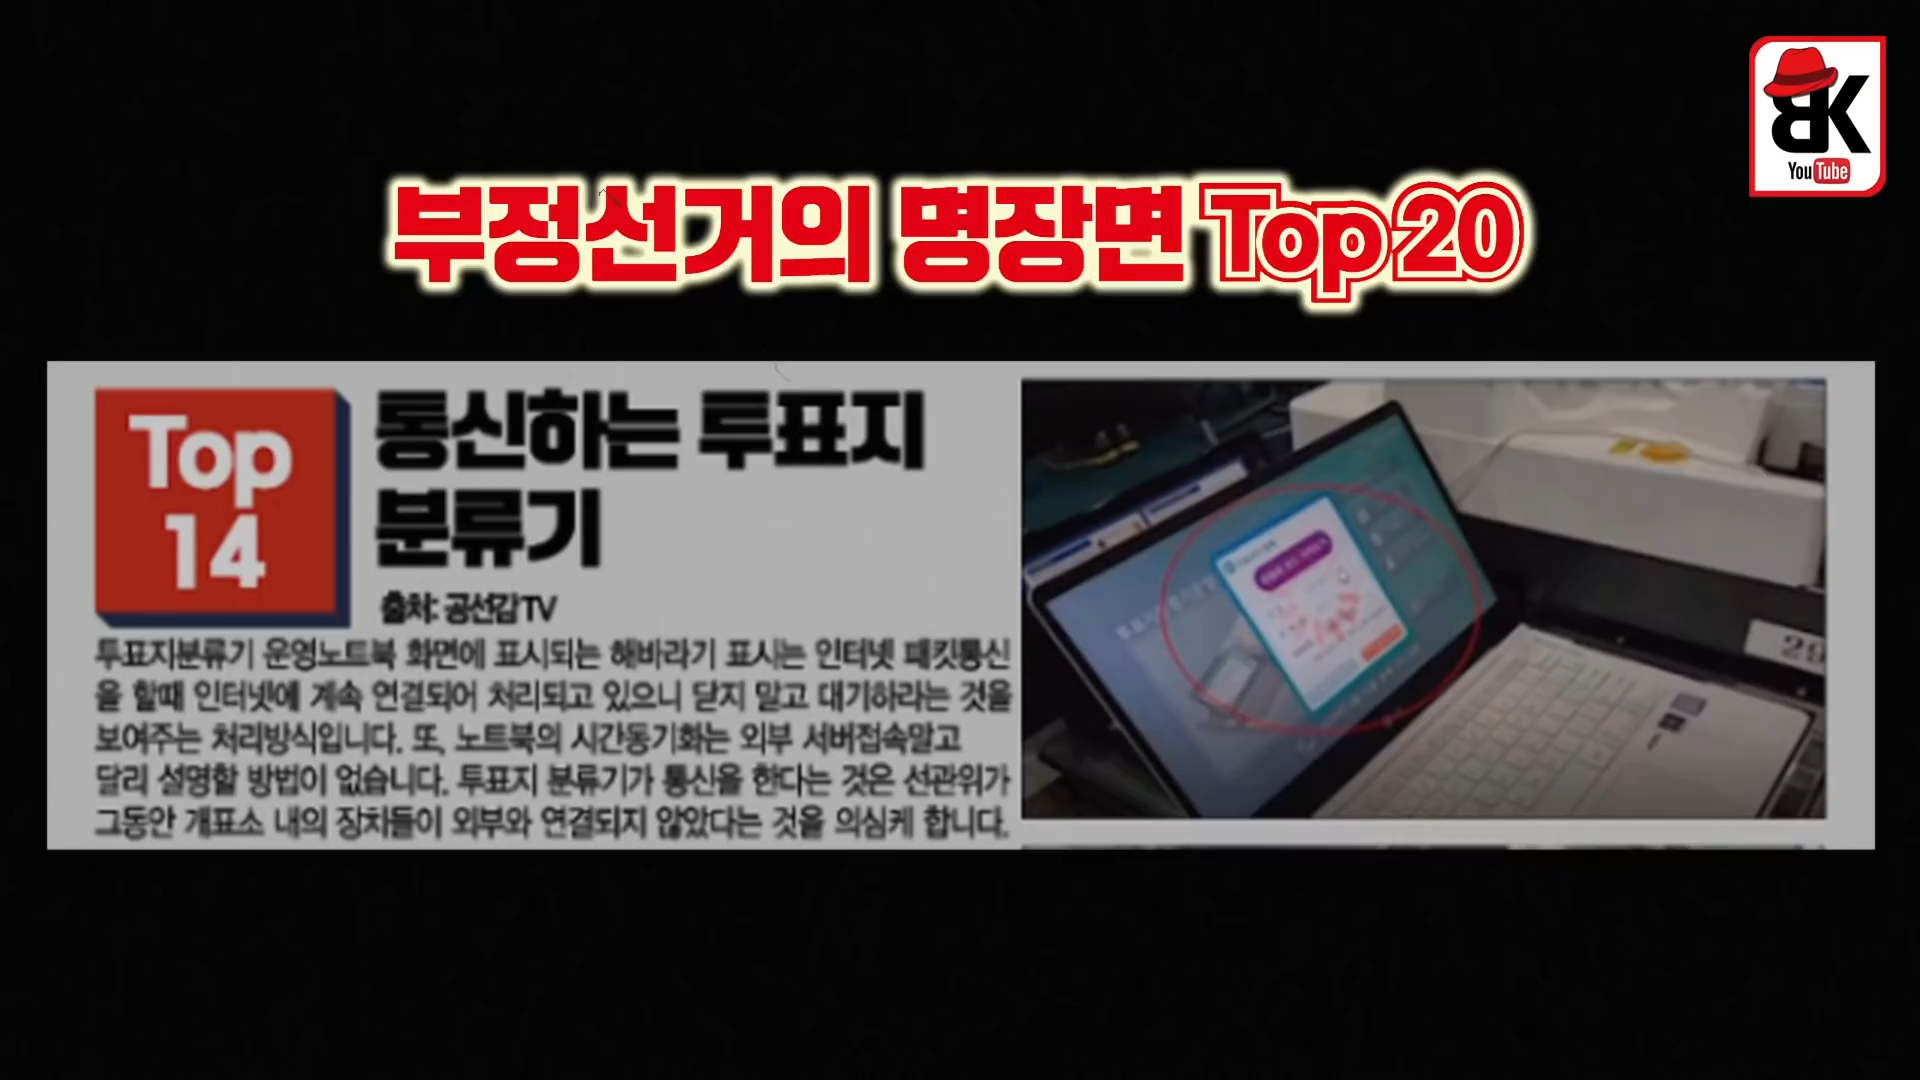 BK
YouTube
부정선거의 명장면 Top 20
Top
14
통신하는 투표지
분류기
출처: 공선감TV
투표지분류기 운영노트북 화면에 표시되는 해바라기 표시는 인터넷 패킷통신
을 할때 인터넷에 계속 연결되어 처리되고 있으니 닫지 말고 대기하라는 것을
보여주는 처리방식입니다. 또, 노트북의 시간동기화는 외부 서버접속말고
달리 설명할 방법이 없습니다. 투표지 분류기가 통신을 한다는 것은 선관위가
그동안 개표소 내의 장치들이 외부와 연결되지 않았다는 것을 의심케 합니다.
29